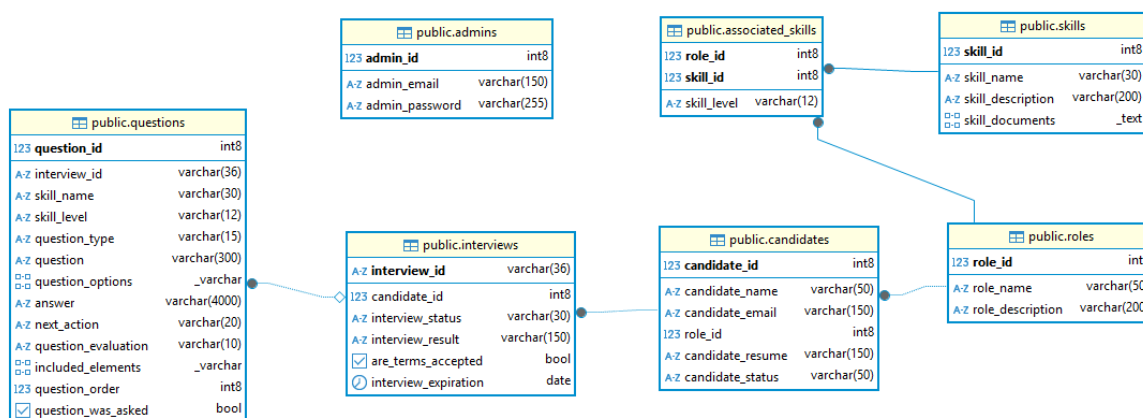 public.admins
123 admin_id int8
A-Z admin_email varchar(150)
A-Z admin_password varchar(255)
public.associated_skills
123 role_id int8
123 skill_id int8
A-Z skill_level varchar(12)
public.skills
123 skill_id int8
A-Z skill_name varchar(30)
A-Z skill_description varchar(200)
skill_documents _text
public.questions
123 question_id int8
A-Z interview_id varchar(36)
A-Z skill_name varchar(30)
A-Z skill_level varchar(12)
A-Z question_type varchar(15)
A-Z question varchar(300)
question_options _varchar
A-Z answer varchar(4000)
A-Z next_action varchar(20)
A-Z question_evaluation varchar(10)
included_elements _varchar
123 question_order int8
question_was_asked bool
public.interviews
A-Z interview_id varchar(36)
123 candidate_id int8
A-Z interview_status varchar(30)
A-Z interview_result varchar(150)
are_terms_accepted bool
interview_expiration date
public.candidates
123 candidate_id int8
A-Z candidate_name varchar(50)
A-Z candidate_email varchar(150)
123 role_id int8
A-Z candidate_resume varchar(150)
A-Z candidate_status varchar(50)
public.roles
123 role_id int
A-Z role_name varchar(50
A-Z role_description varchar(200